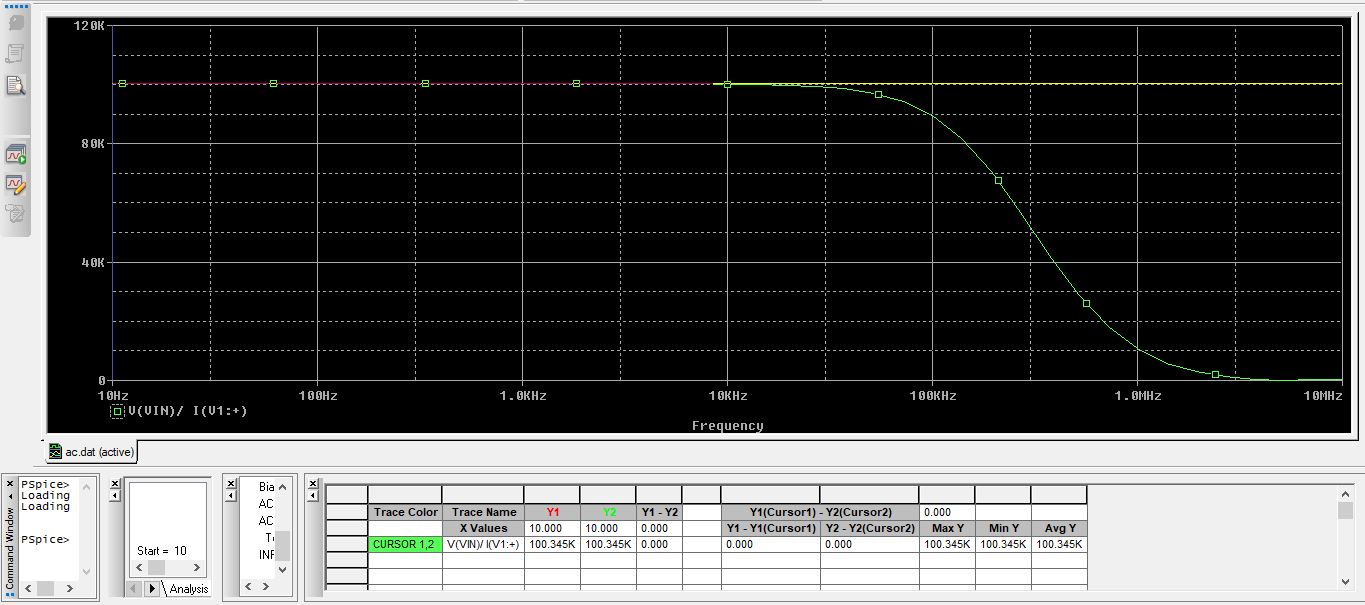 120K
80K
40K
0
10Hz 100Hz 1.0KHz 10KHz 100KHz 1.0MHz 10MHz
V(VIN)/ I(V1:+)
Frequency
ac.dat (active)
Command Window
PSpice>
Loading
Loading
PSpice>
Start = 10
Analysis
Bia
AC
AC
INF
Trace Color Trace Name Y1 Y2 Y1 - Y2 Y1(Cursor1) - Y2(Cursor2) 0.000
X Values 10.000 10.000 0.000 Y1 - Y1(Cursor1) Y2 - Y2(Cursor2) Max Y Min Y Avg Y
CURSOR 1,2 V(VIN)/ I(V1:+) 100.345K 100.345K 0.000 0.000 0.000 100.345K 100.345K 100.345K